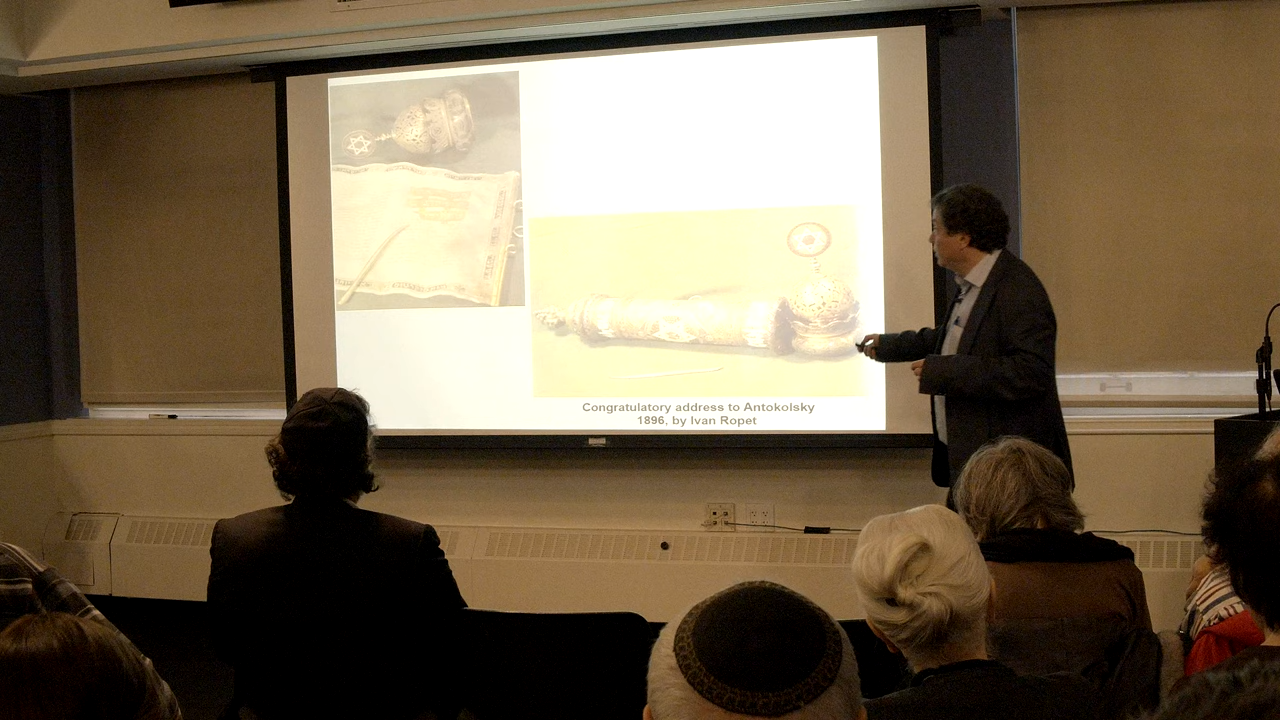 Congratulatory address to Antokolsky
1896, by Ivan Ropet